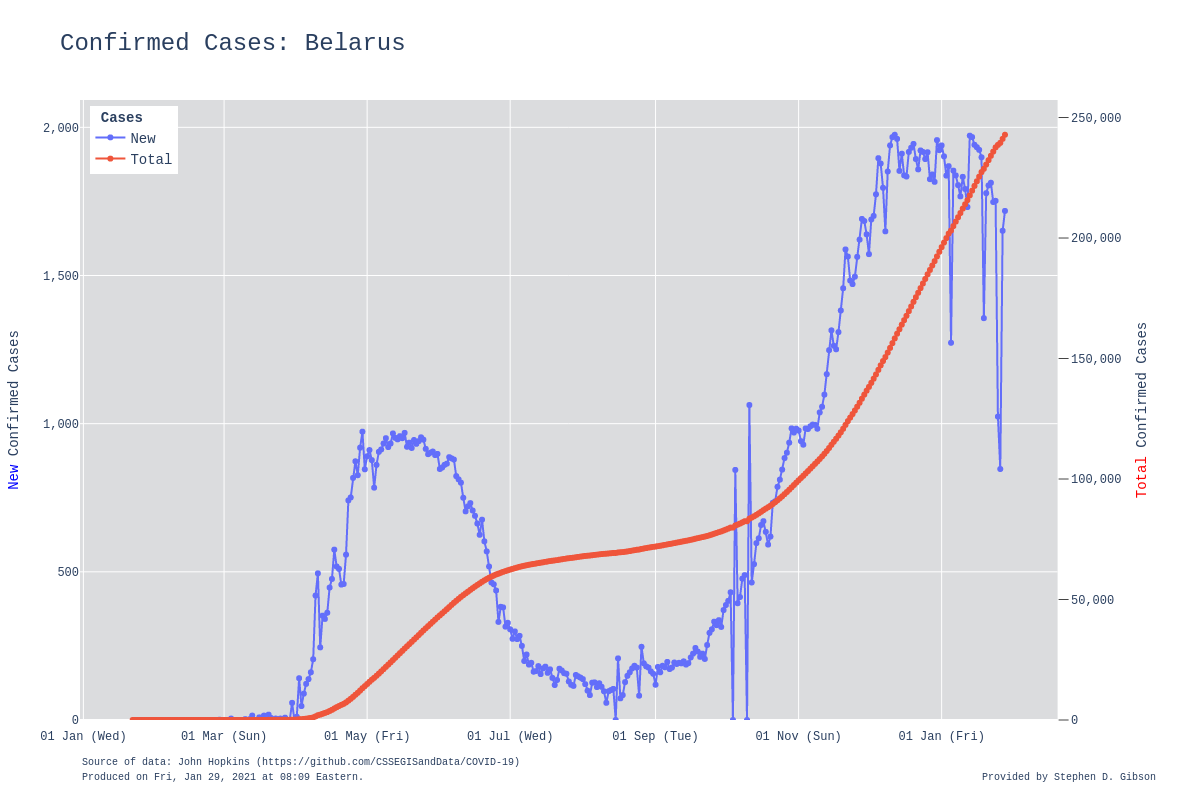 Confirmed Cases: Belarus
Cases
New
Total
2,000
1,500
1,000
500
0
250,000
200,000
150,000
100,000
50,000
0
New Confirmed Cases
Total Confirmed Cases
01 Jan (Wed)
01 Mar (Sun)
01 May (Fri)
01 Jul (Wed)
01 Sep (Tue)
01 Nov (Sun)
01 Jan (Fri)
Source of data: John Hopkins (https://github.com/CSSEGISandData/COVID-19)
Produced on Fri, Jan 29, 2021 at 08:09 Eastern.
Provided by Stephen D. Gibson